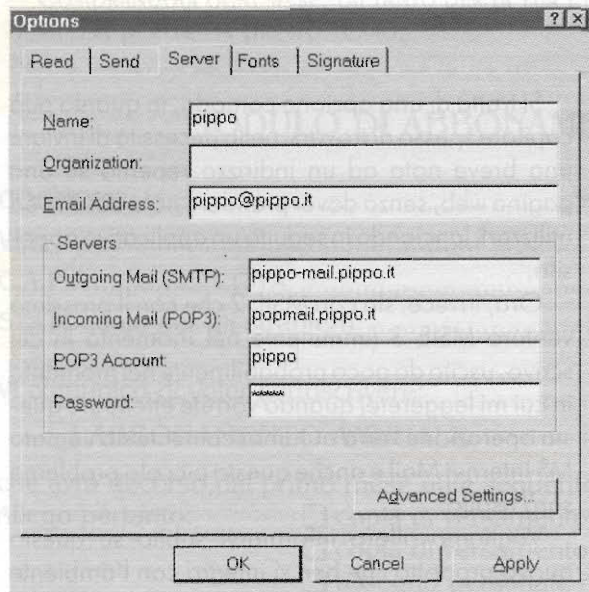 Options
Read Send Server Fonts Signature
Name: pippo
Organization:
Email Address: pippo@pippo.it
Servers
Outgoing Mail (SMTP): pippo-mail.pippo.it
Incoming Mail (POP3): popmail.pippo.it
POP3 Account: pippo
Password: *****
Advanced Settings...
OK Cancel Apply